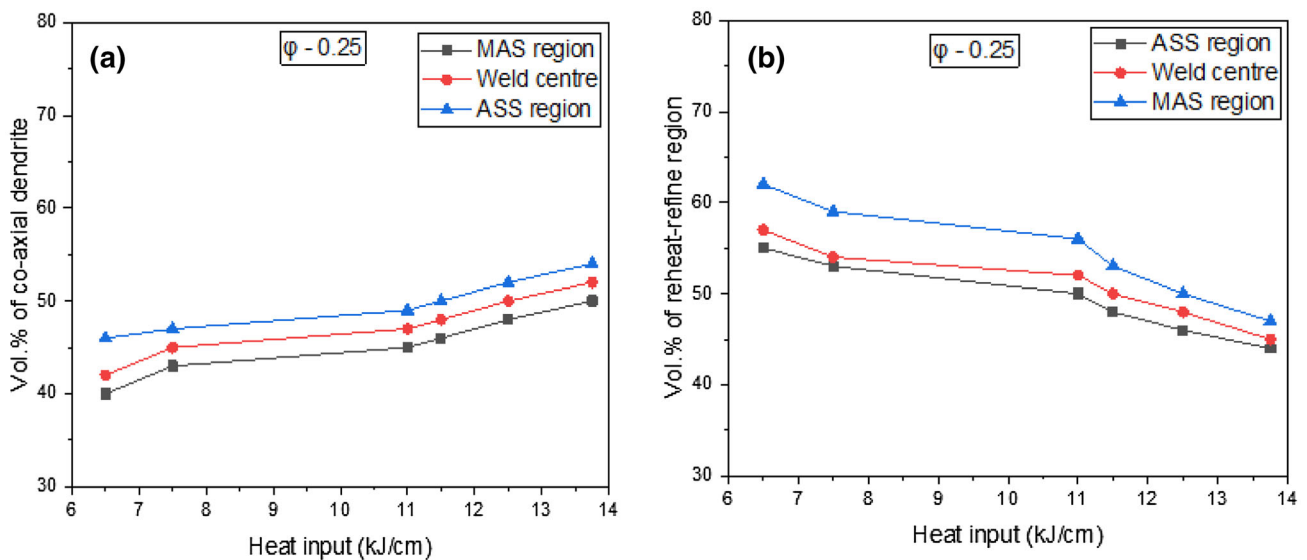 (a)
φ - 0.25
MAS region
Weld centre
ASS region
Vol.% of co-axial dendrite
80
70
60
50
40
30
6 7 8 9 10 11 12 13 14
Heat input (kJ/cm)
(b)
φ - 0.25
ASS region
Weld centre
MAS region
Vol.% of reheat-refine region
80
70
60
50
40
30
6 7 8 9 10 11 12 13 14
Heat input (kJ/cm)